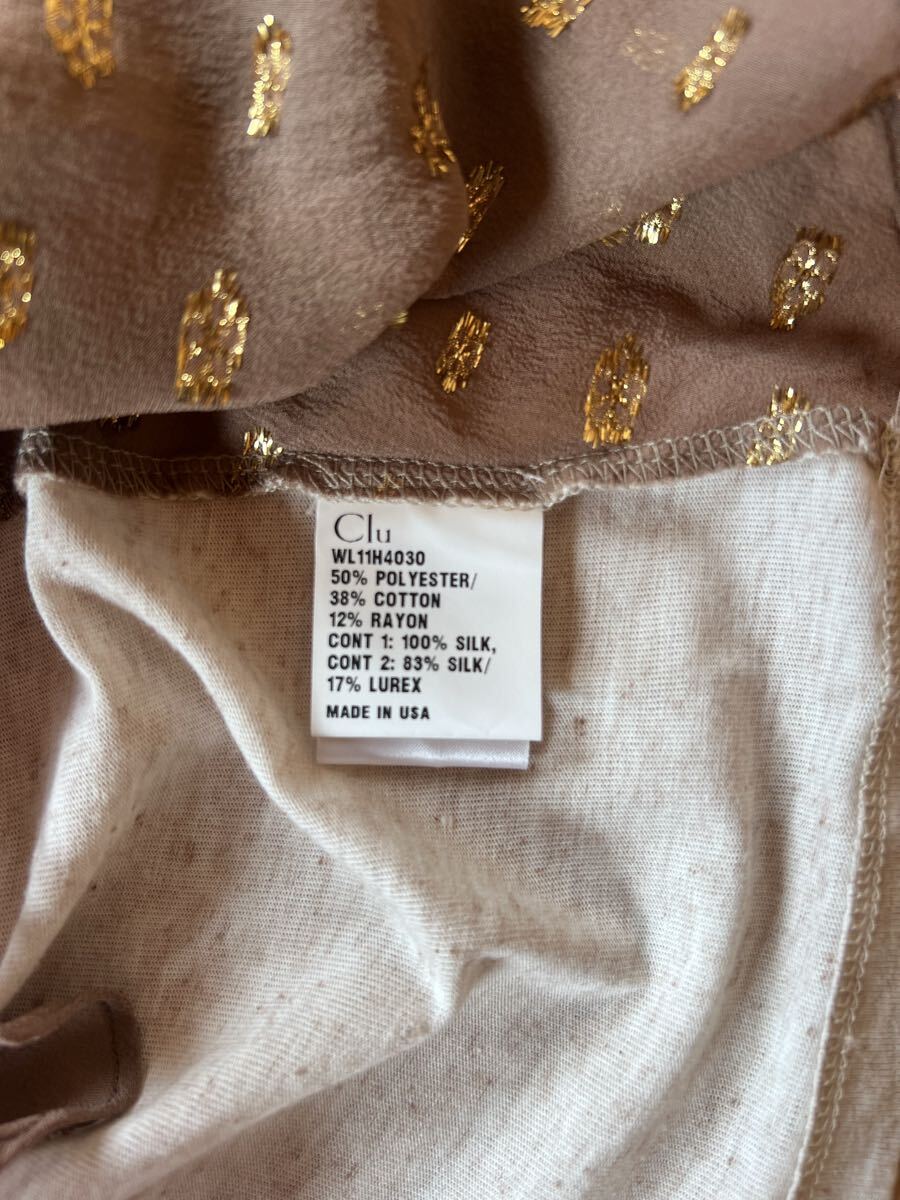 Clu
WL11H4030
50% POLYESTER/
38% COTTON
12% RAYON
CONT 1: 100% SILK,
CONT 2: 83% SILK/
17% LUREX
MADE IN USA